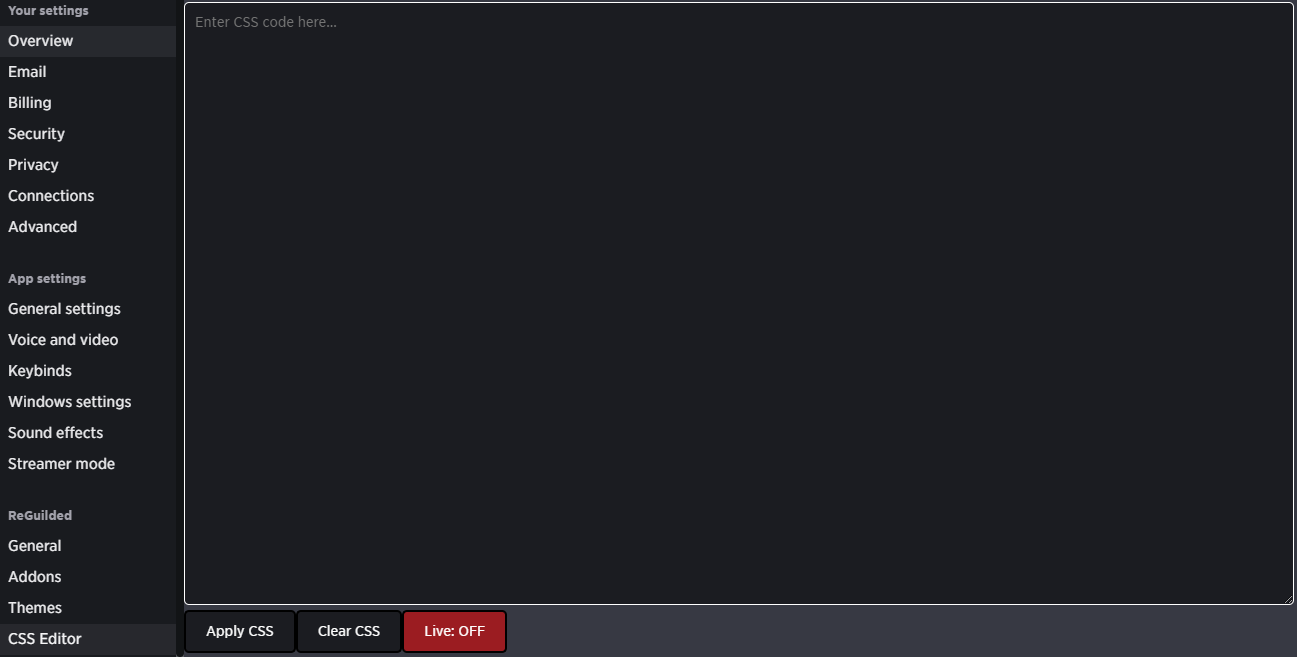 Your settings
Overview
Email
Billing
Security
Privacy
Connections
Advanced
App settings
General settings
Voice and video
Keybinds
Windows settings
Sound effects
Streamer mode
ReGuilded
General
Addons
Themes
CSS Editor
Enter CSS code here...
Apply CSS
Clear CSS
Live: OFF